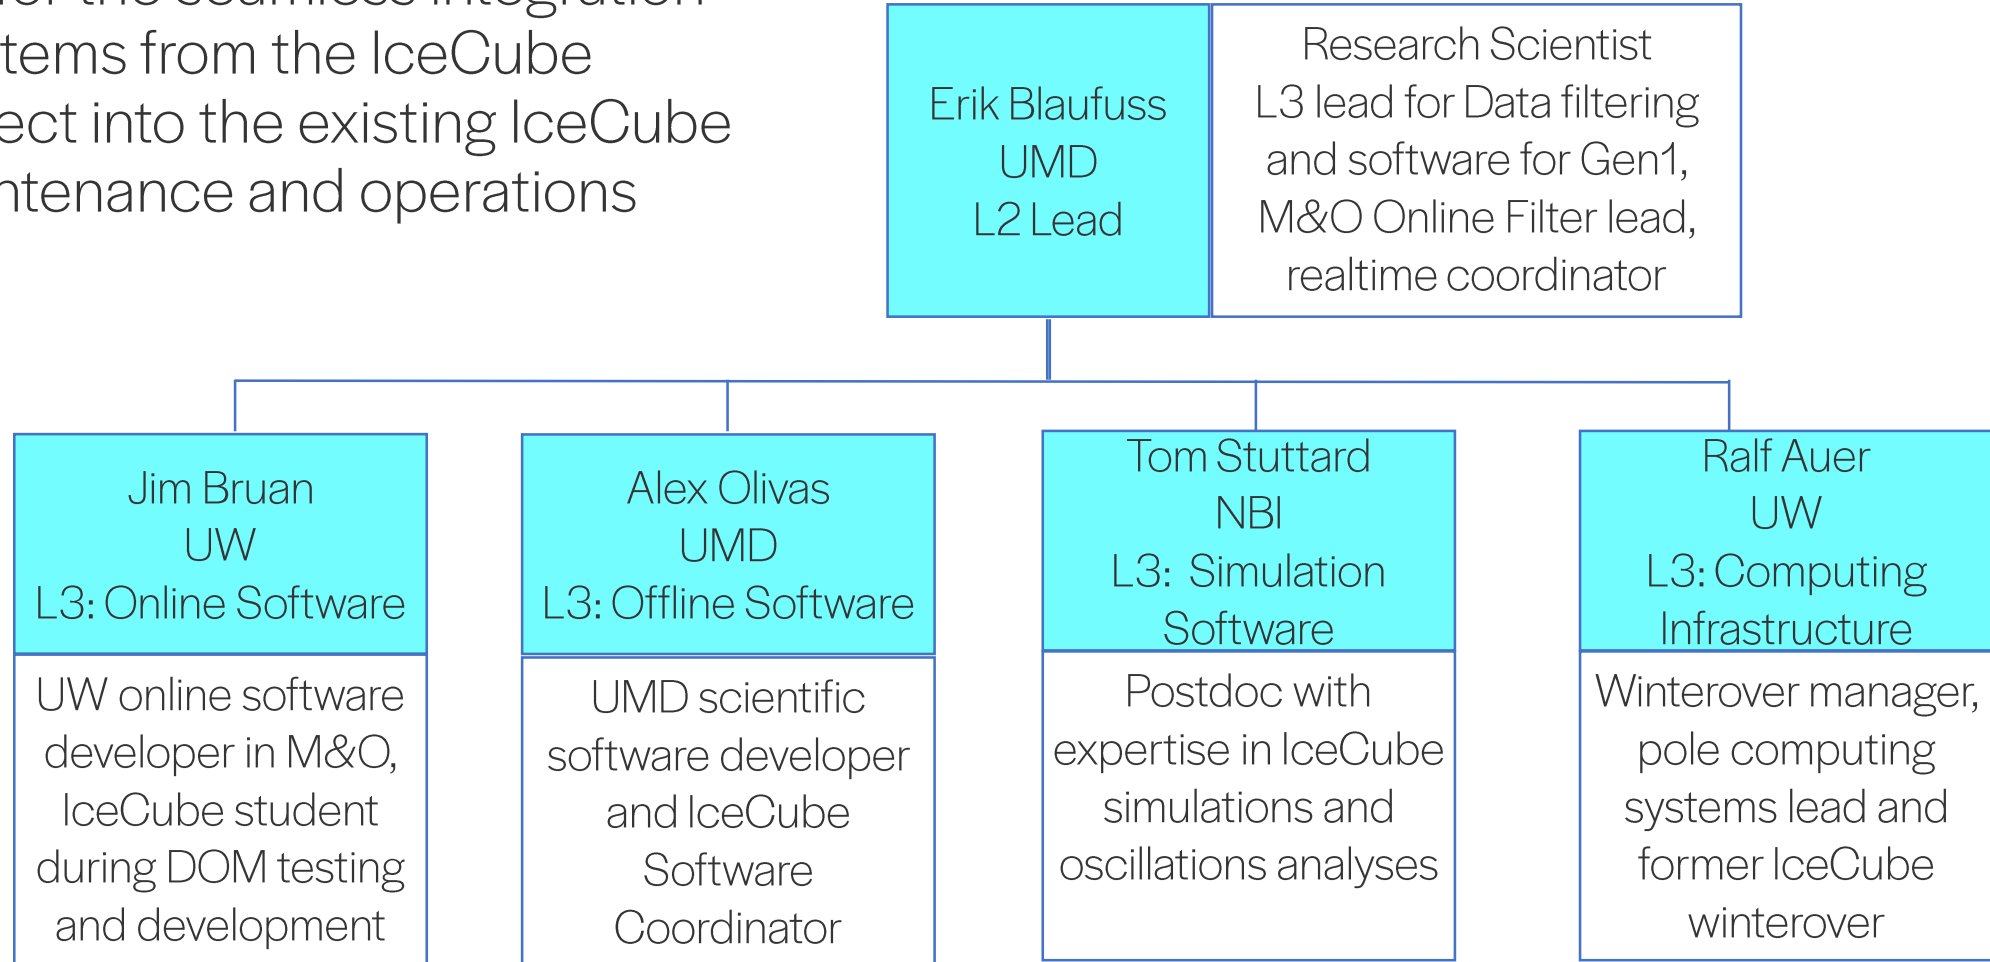 for the seamless integration
tems from the IceCube
ect into the existing IceCube
ntenance and operations
Erik Blaufuss
UMD
L2 Lead
Research Scientist
L3 lead for Data filtering
and software for Gen1,
M&O Online Filter lead,
realtime coordinator
Jim Bruan
UW
L3: Online Software
UW online software
developer in M&O,
IceCube student
during DOM testing
and development
Alex Olivas
UMD
L3: Offline Software
UMD scientific
software developer
and IceCube
Software
Coordinator
Tom Stuttard
NBI
L3:  Simulation
Software
Postdoc with
expertise in IceCube
simulations and
oscillations analyses
Ralf Auer
UW
L3: Computing
Infrastructure
Winterover manager,
pole computing
systems lead and
former IceCube
winterover